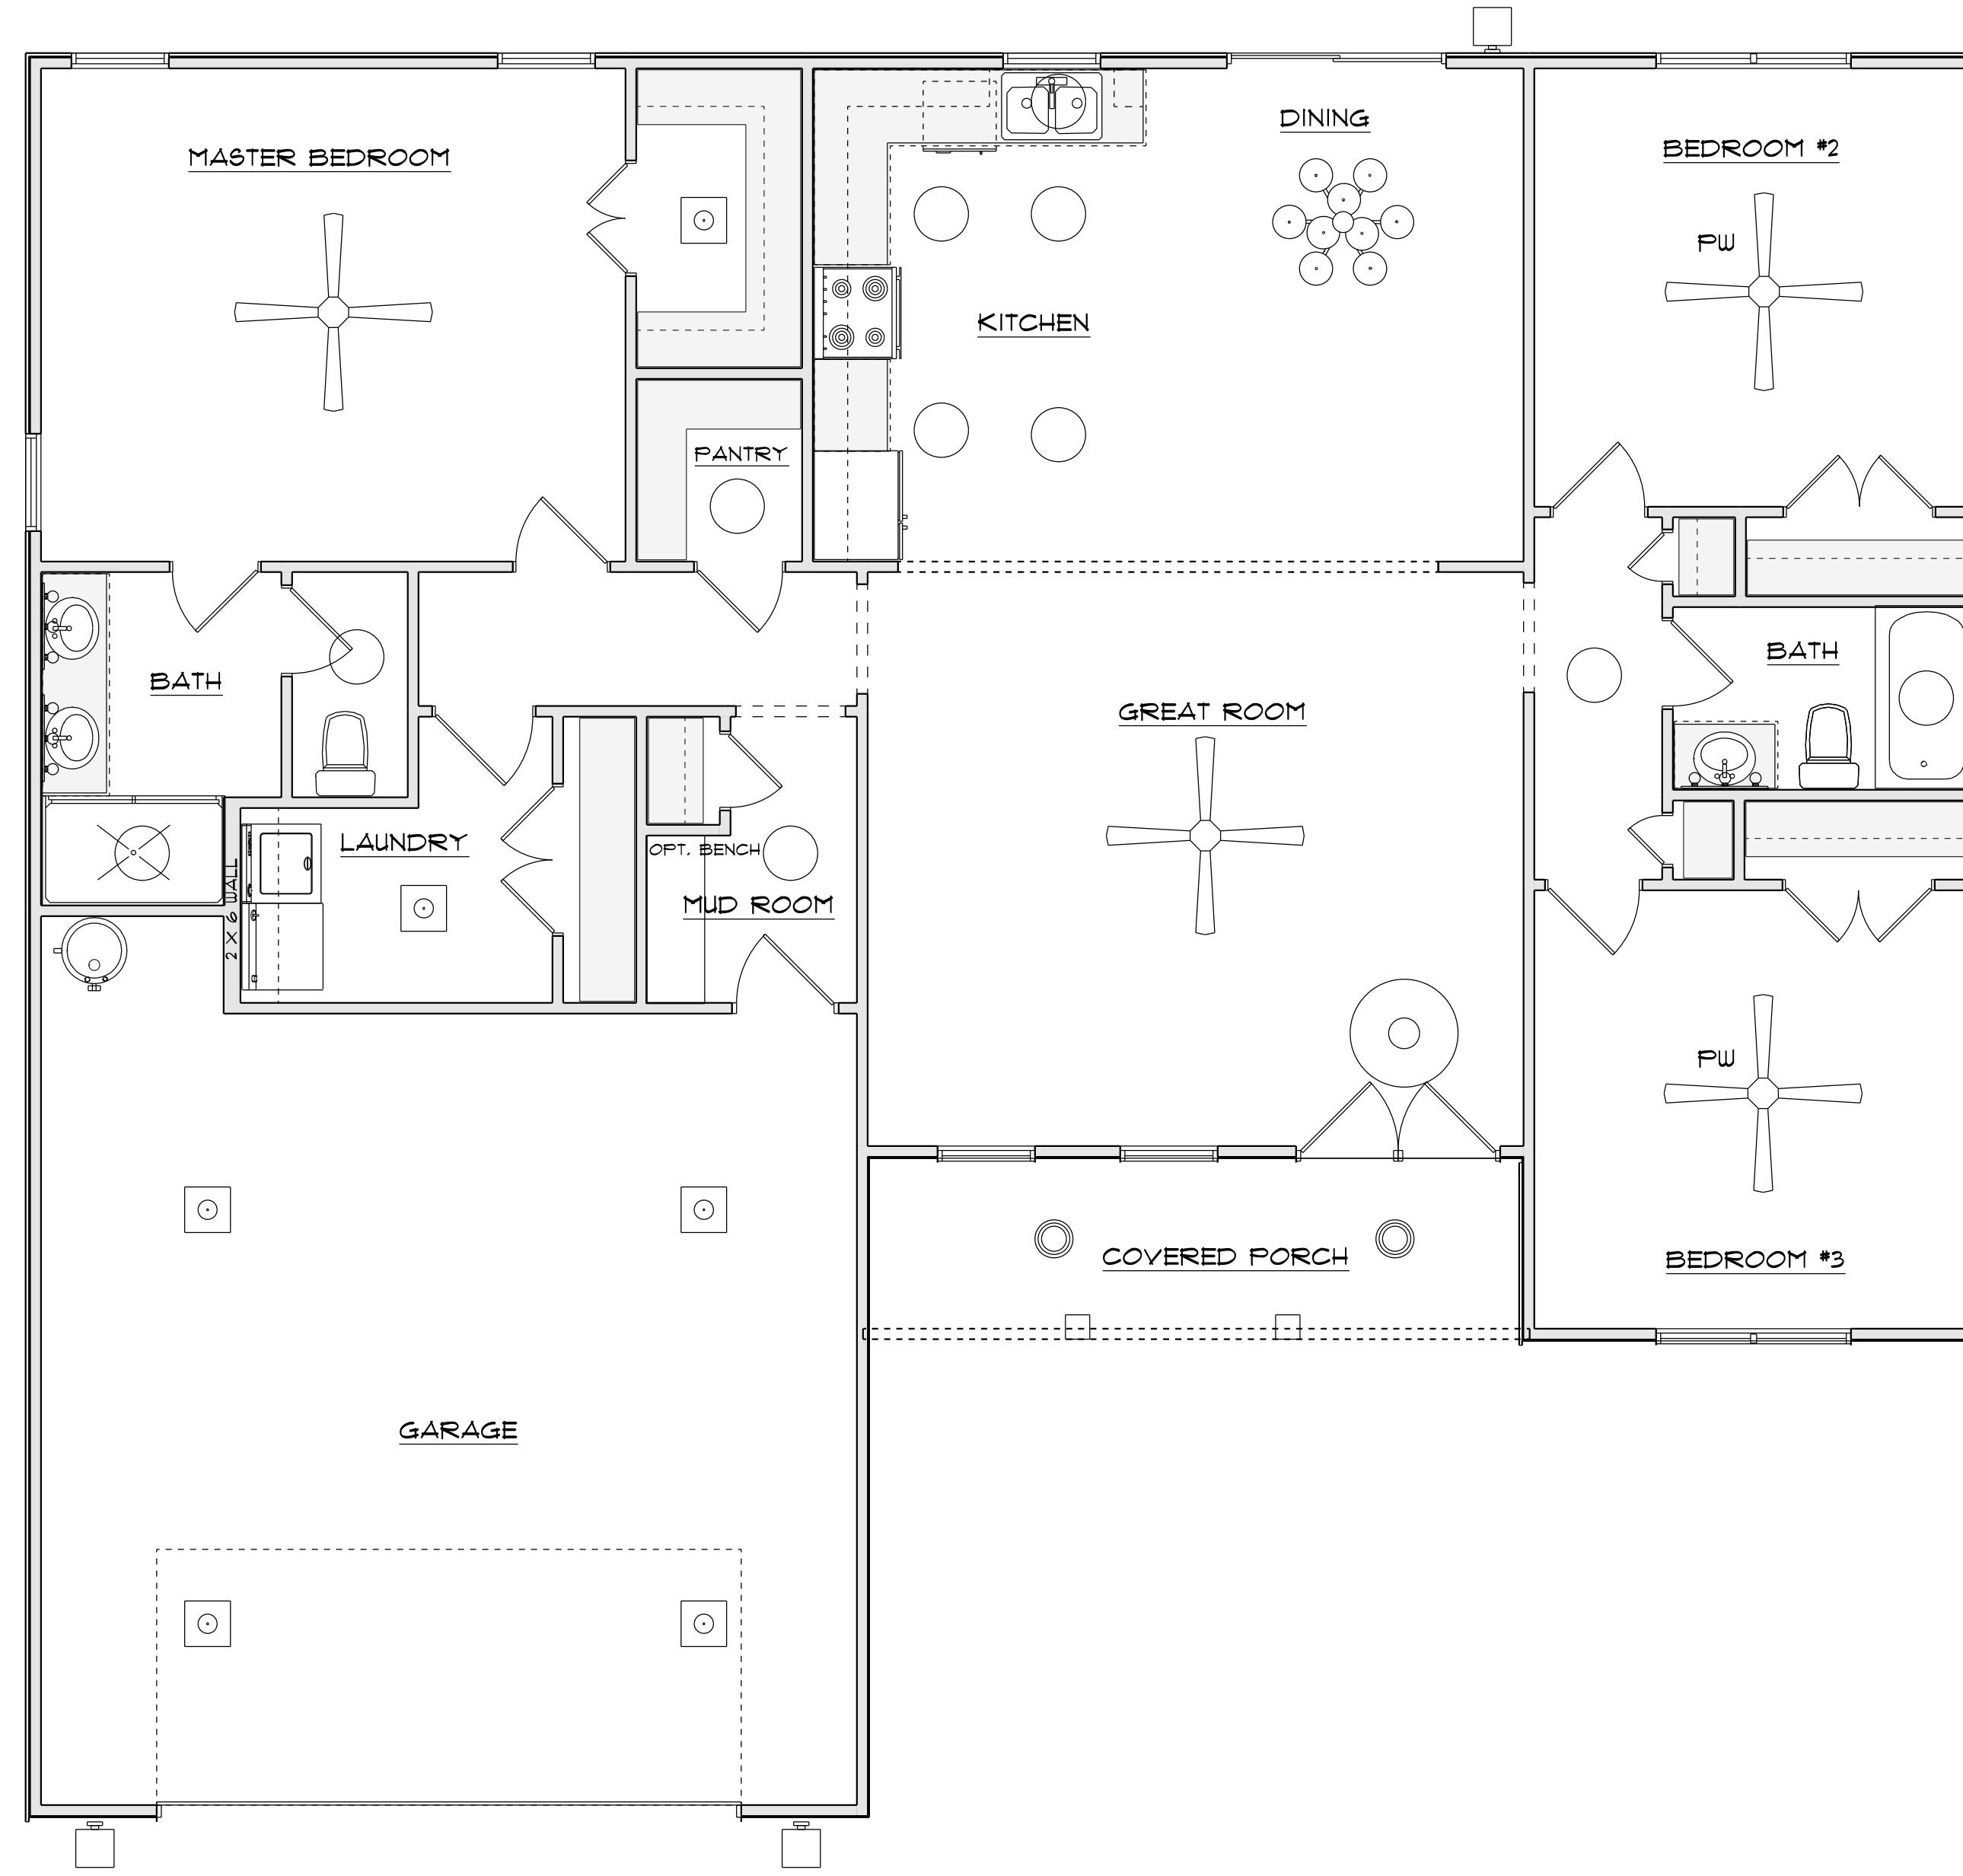 DINING
BEDROOM #2
MASTER BEDROOM
PW
KITCHEN
PANTRY
BATH
BATH
GREAT ROOM
LAUNDRY
OPT. BENCH
2 X 6 WALL
MUD ROOM
PW
COVERED PORCH
BEDROOM #3
GARAGE